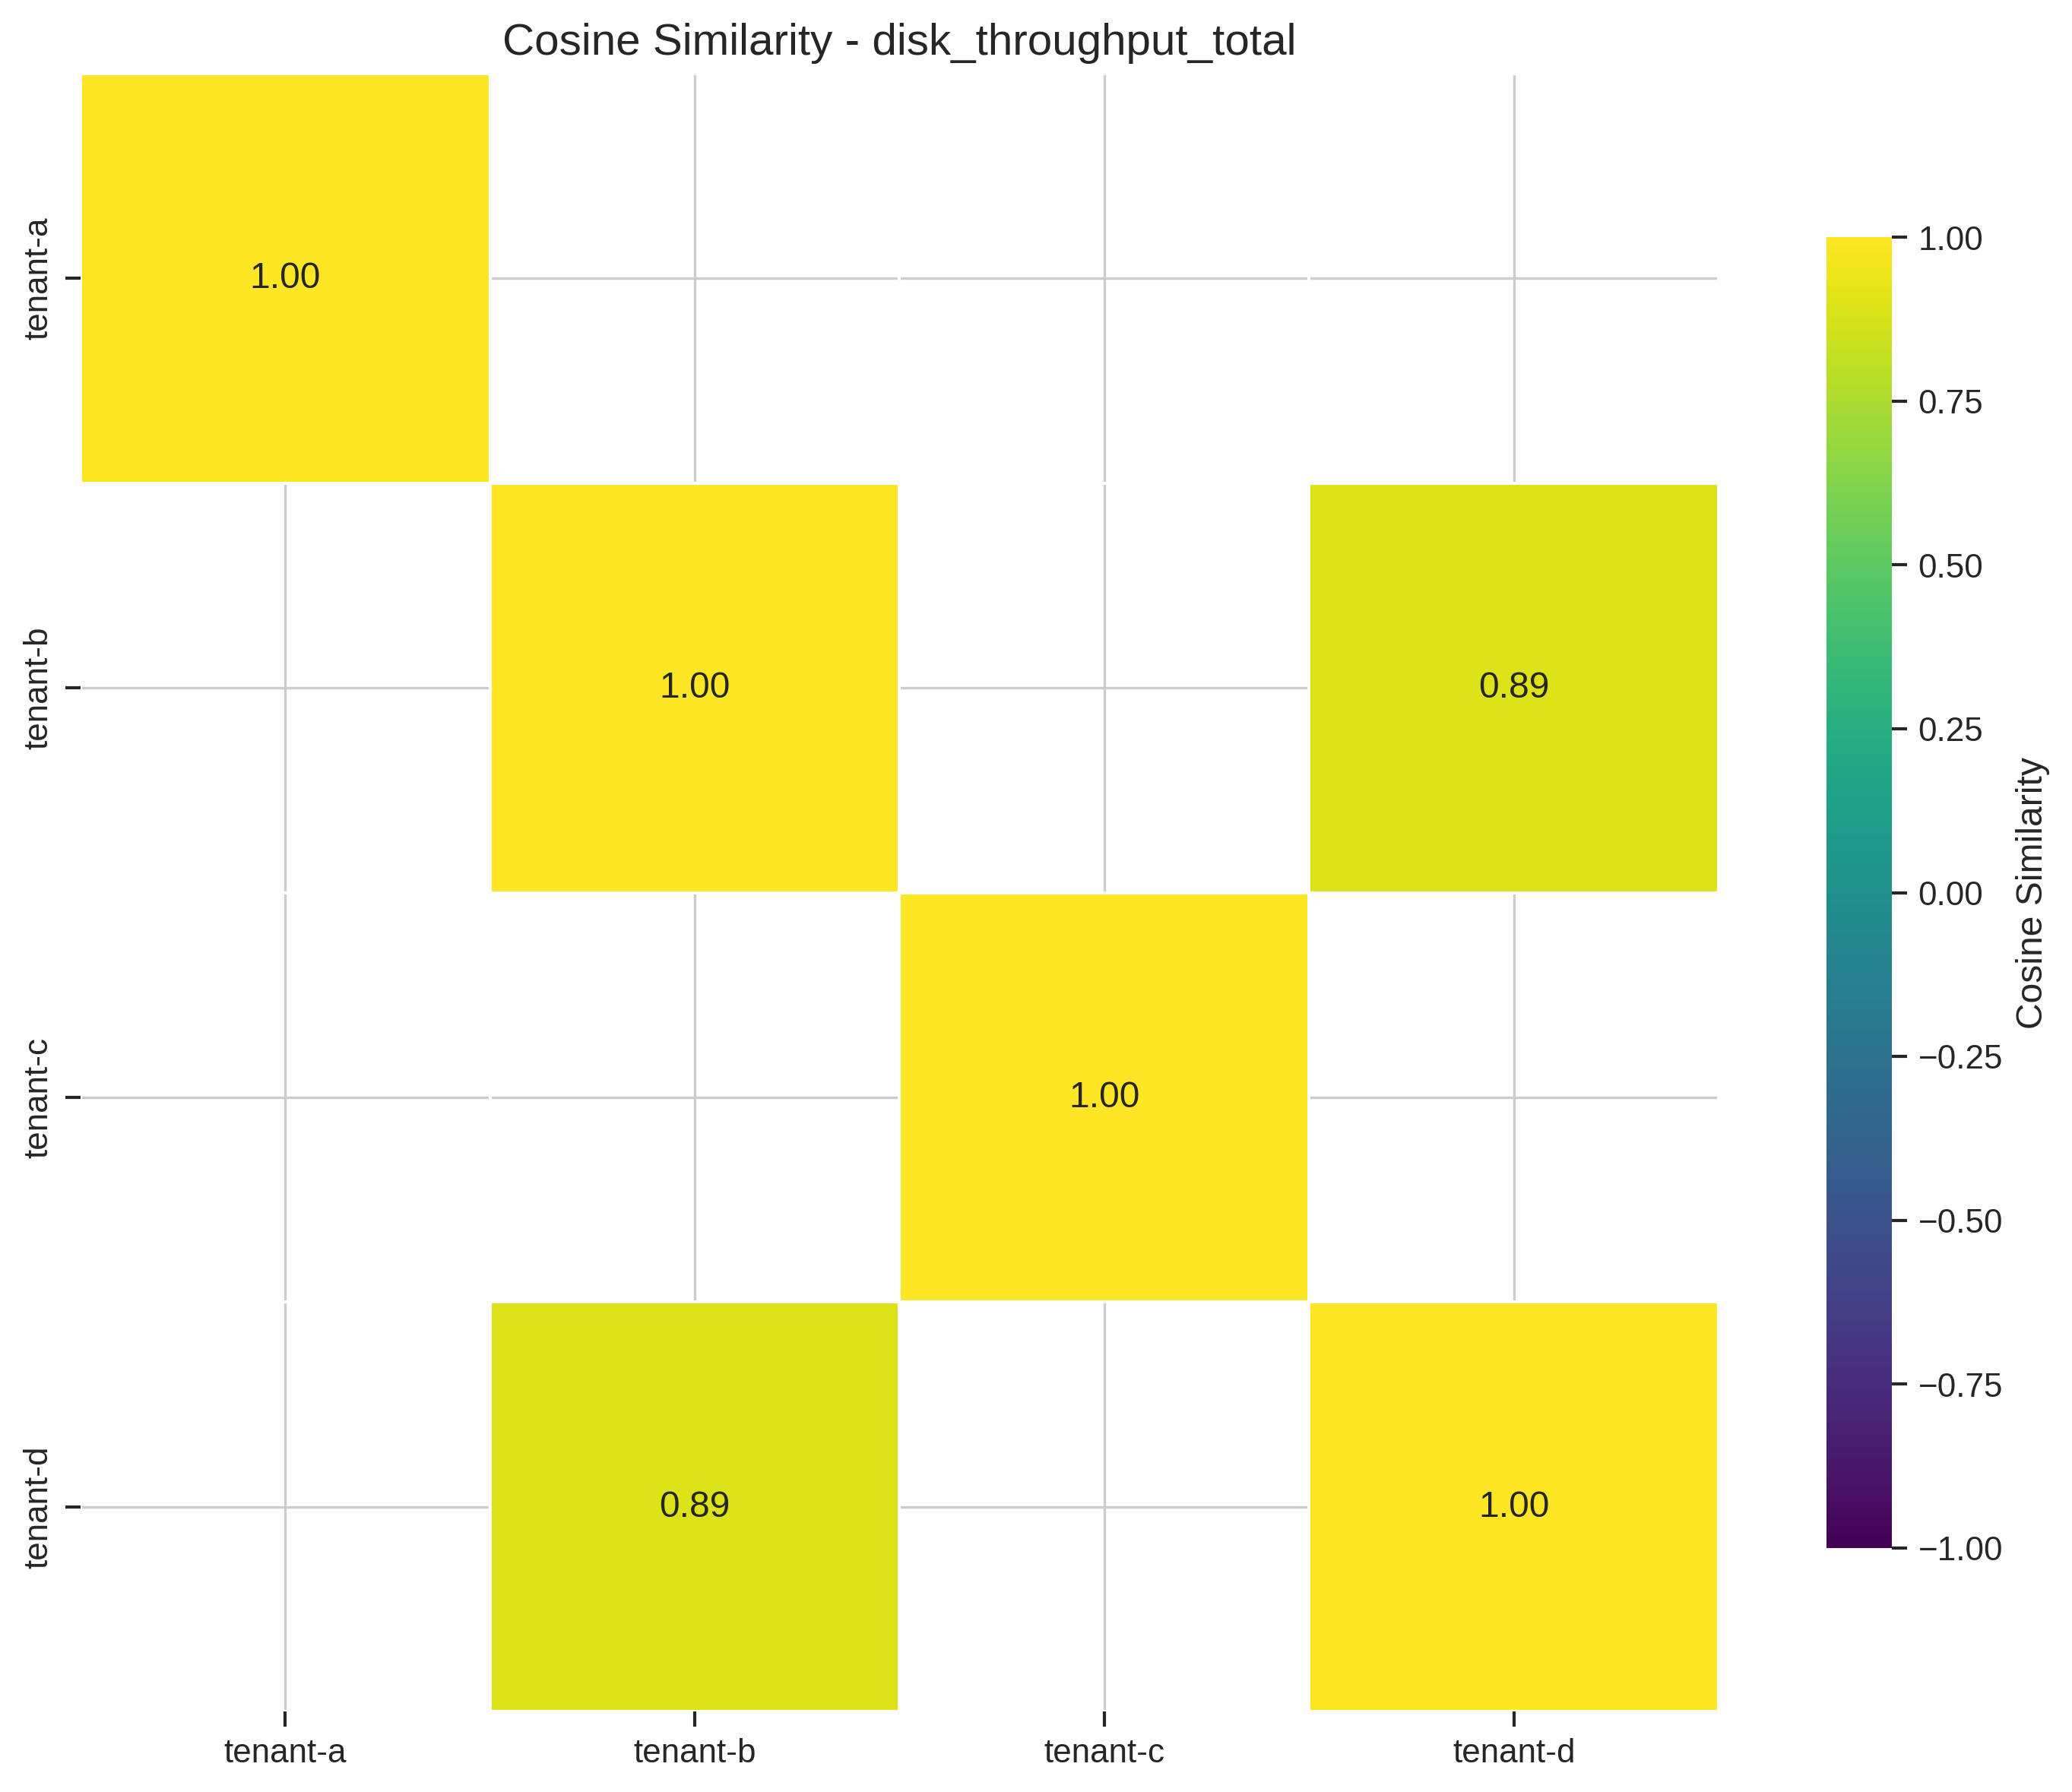 Cosine Similarity - disk_throughput_total
tenant-a
1.00
tenant-b
1.00
0.89
tenant-c
1.00
tenant-d
0.89
1.00
tenant-a
tenant-b
tenant-c
tenant-d
1.00
0.75
0.50
0.25
0.00
−0.25
−0.50
−0.75
−1.00
Cosine Similarity